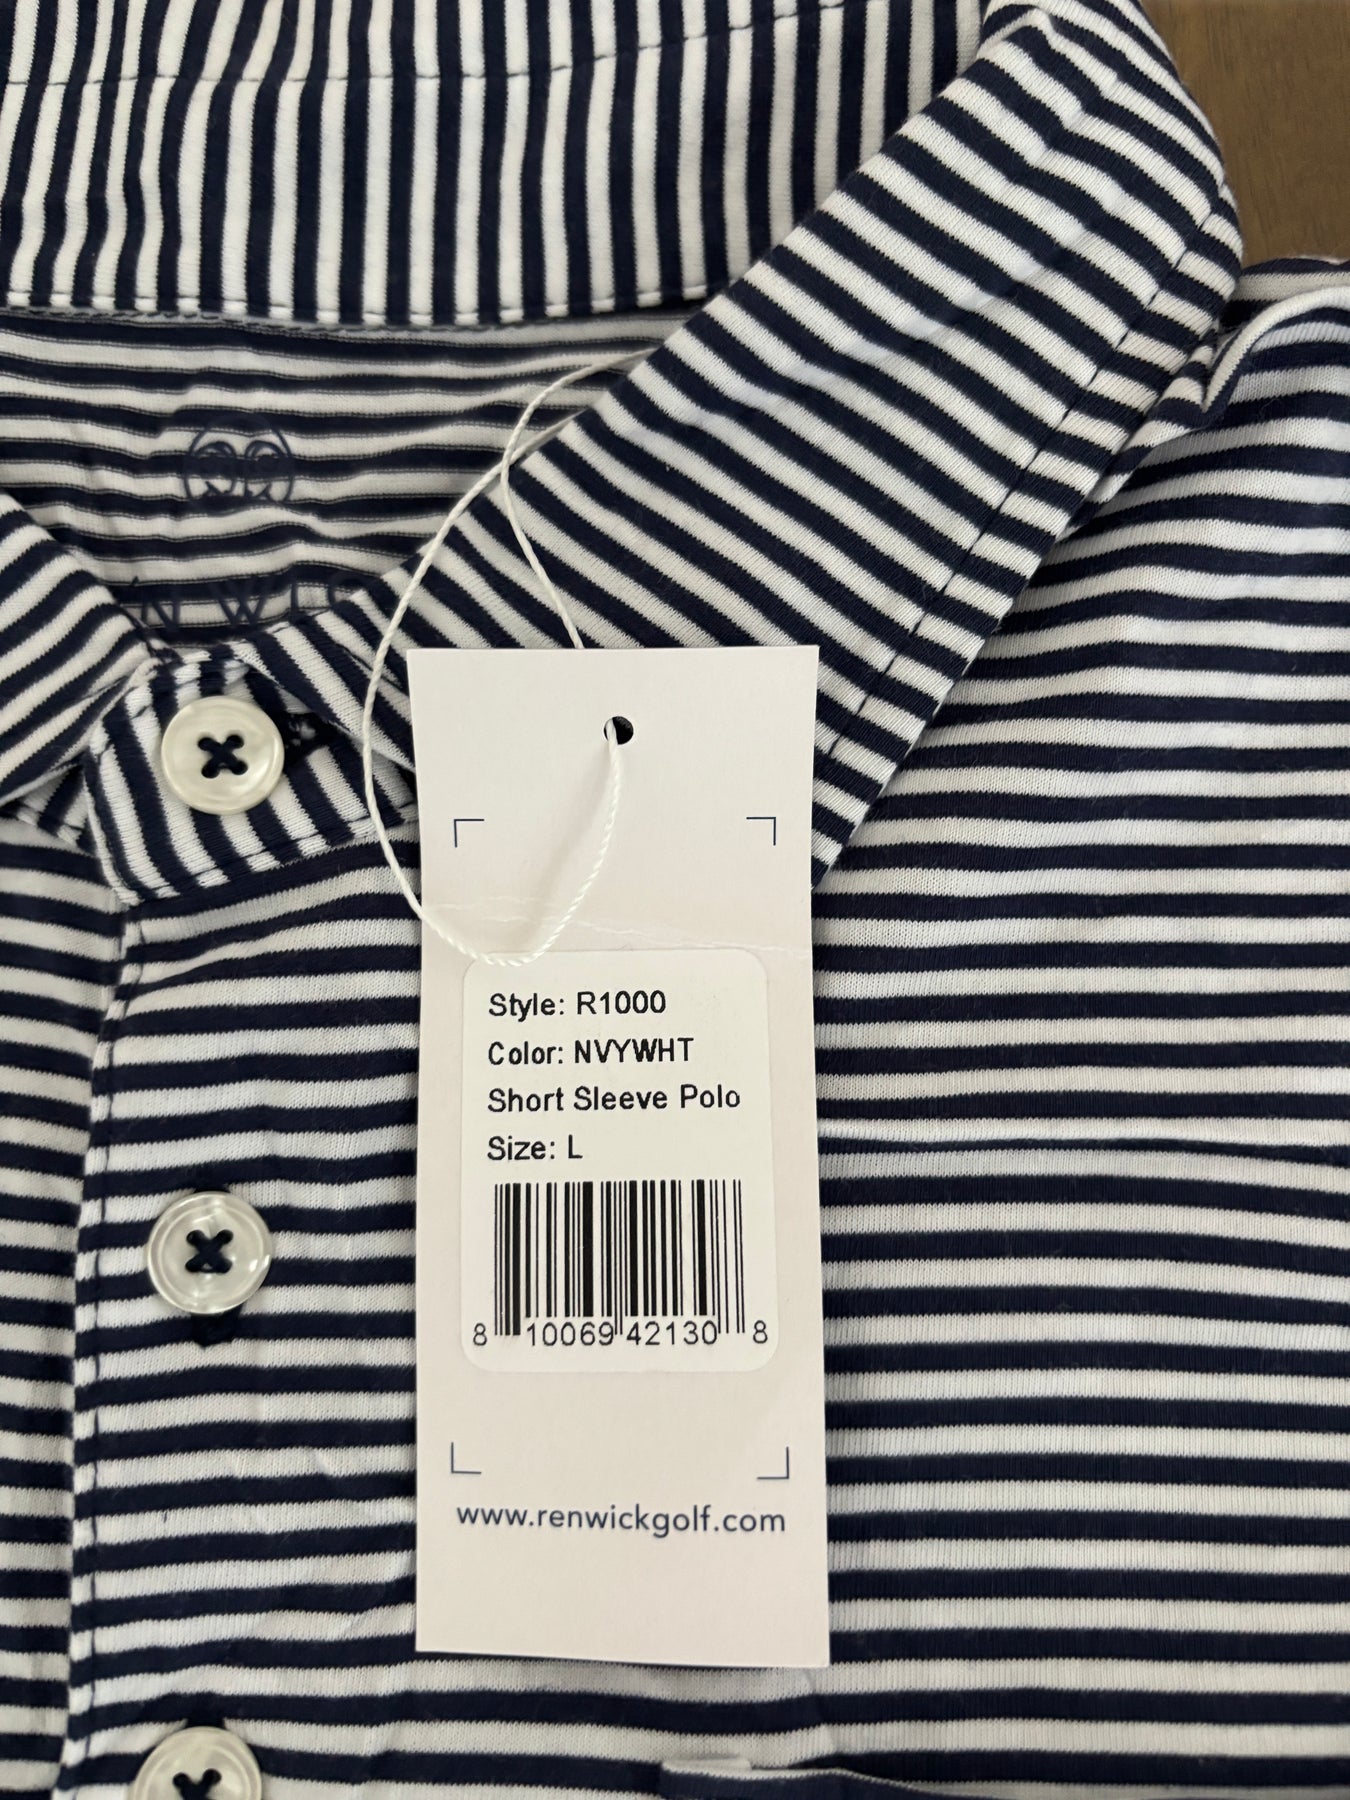 Style: R1000
Color: NVYWHT
Short Sleeve Polo
Size: L
8 10069 42130 8
www.renwickgolf.com